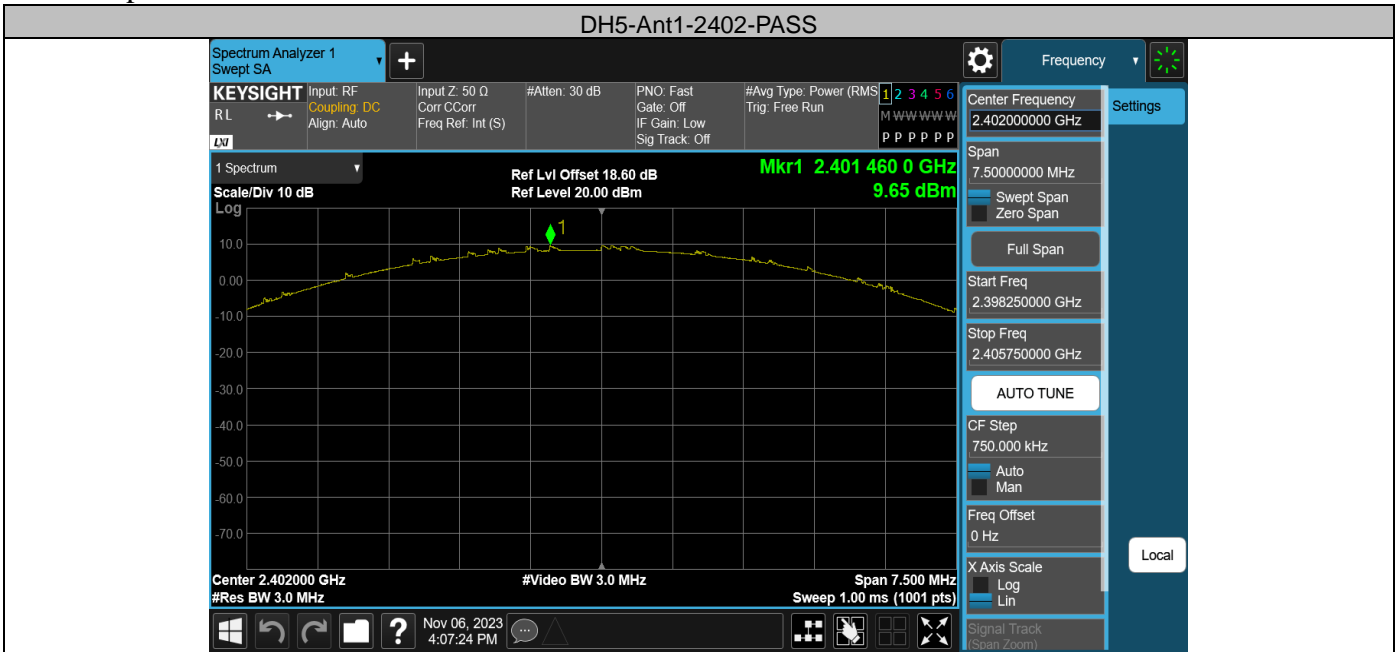 DH5-Ant1-2402-PASS
Spectrum Analyzer 1
Swept SA
Frequency
KEYSIGHT
RL
LXI
Input: RF
Coupling: DC
Align: Auto
Input Z: 50 Ω
Corr CCorr
Freq Ref: Int (S)
#Atten: 30 dB
PNO: Fast
Gate: Off
IF Gain: Low
Sig Track: Off
#Avg Type: Power (RMS
Trig: Free Run
1 2 3 4 5 6
M W W W W W
P P P P P P
Center Frequency
2.402000000 GHz
Settings
Span
7.50000000 MHz
Swept Span
Zero Span
Full Span
Start Freq
2.398250000 GHz
Stop Freq
2.405750000 GHz
AUTO TUNE
CF Step
750.000 kHz
Auto
Man
Freq Offset
0 Hz
X Axis Scale
Log
Lin
Signal Track
(Span Zoom)
Local
1 Spectrum
Scale/Div 10 dB
Log
Ref Lvl Offset 18.60 dB
Ref Level 20.00 dBm
Mkr1 2.401 460 0 GHz
9.65 dBm
1
10.0
0.00
-10.0
-20.0
-30.0
-40.0
-50.0
-60.0
-70.0
Center 2.402000 GHz
#Res BW 3.0 MHz
#Video BW 3.0 MHz
Span 7.500 MHz
Sweep 1.00 ms (1001 pts)
?
Nov 06, 2023
4:07:24 PM